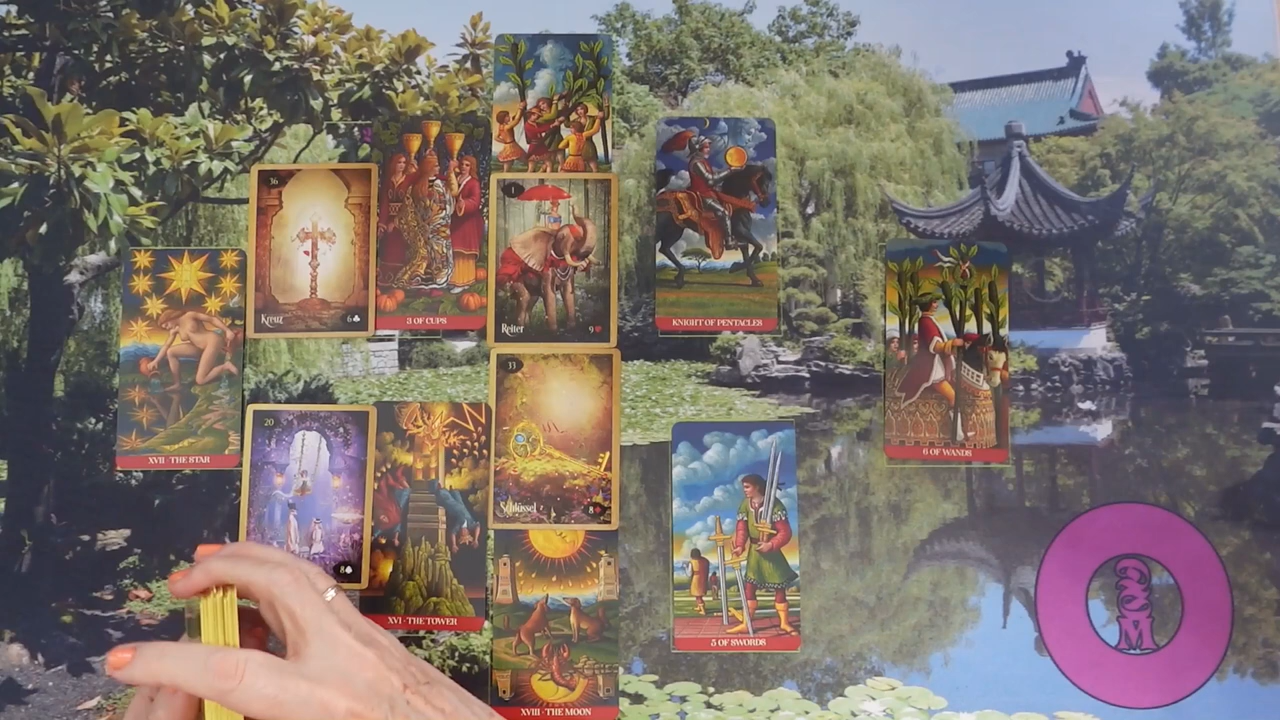 36
Kreuz 6♣
3 OF CUPS
1
Reiter 9♥
KNIGHT OF PENTACLES
XVII · THE STAR
6 OF WANDS
20
8♣
33
Schlüssel 8♦
XVI · THE TOWER
5 OF SWORDS
XVIII · THE MOON